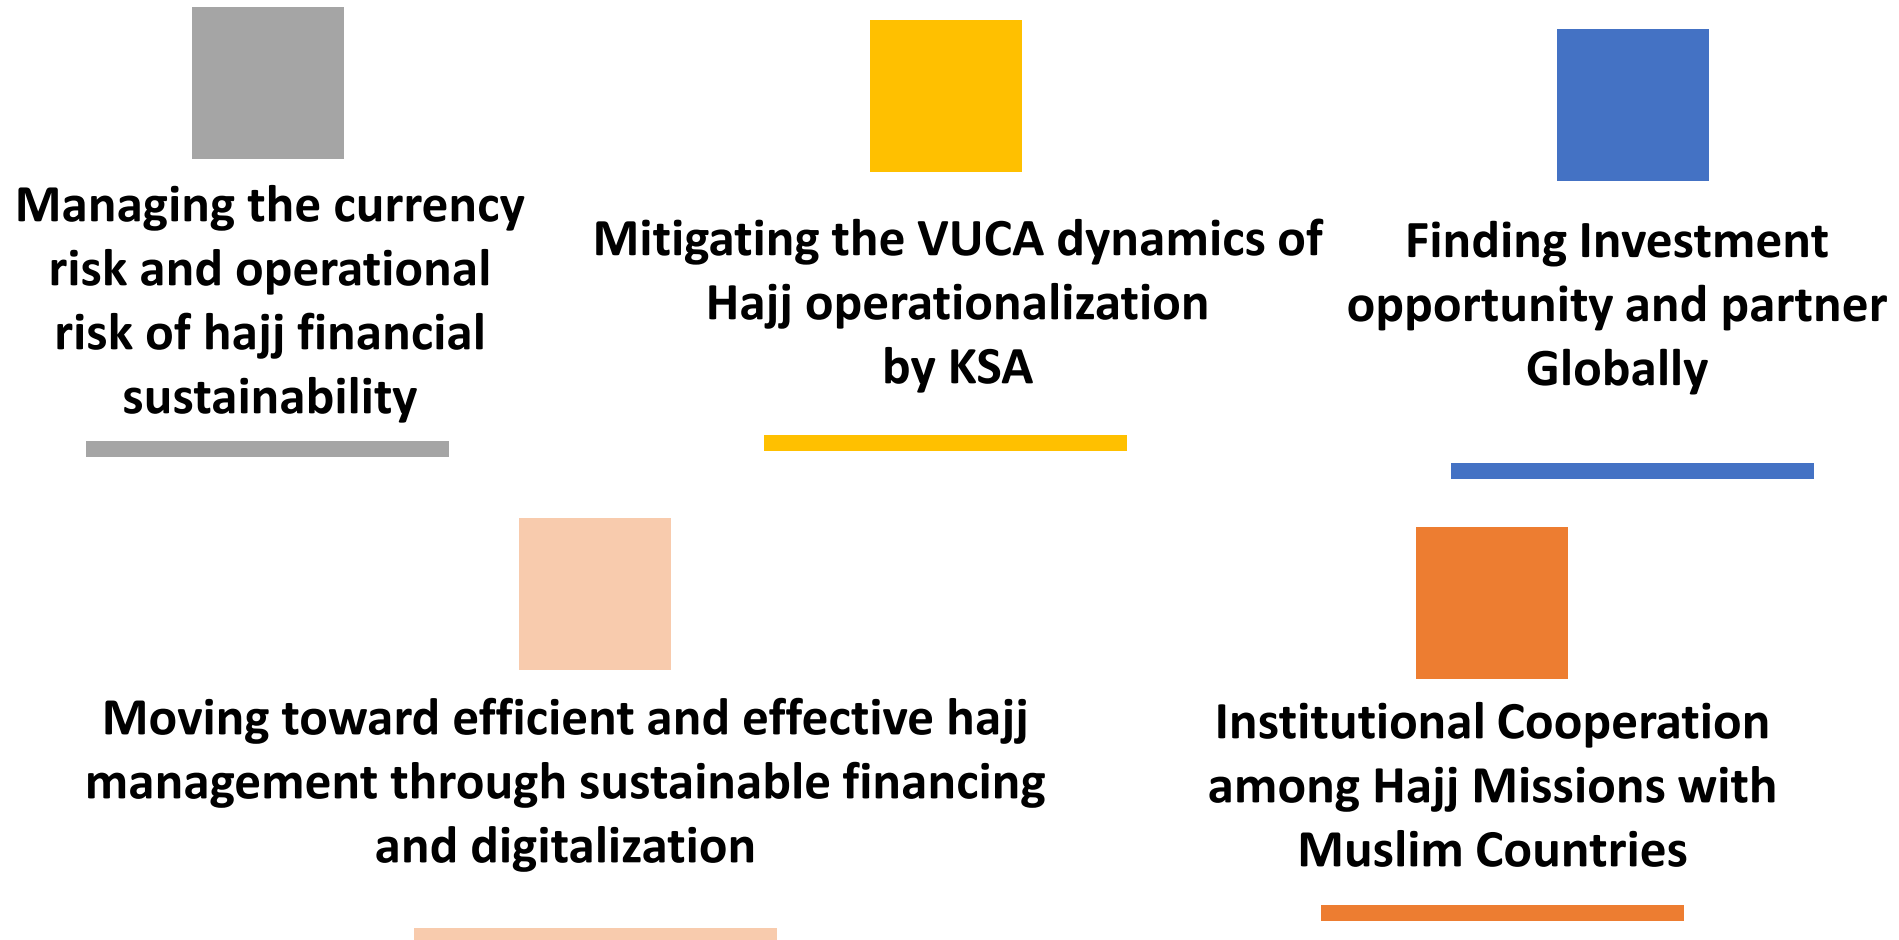 Managing the currency
risk and operational
risk of hajj financial
sustainability
Mitigating the VUCA dynamics of
Hajj operationalization
by KSA
Finding Investment
opportunity and partner
Globally
Moving toward efficient and effective hajj
management through sustainable financing
and digitalization
Institutional Cooperation
among Hajj Missions with
Muslim Countries